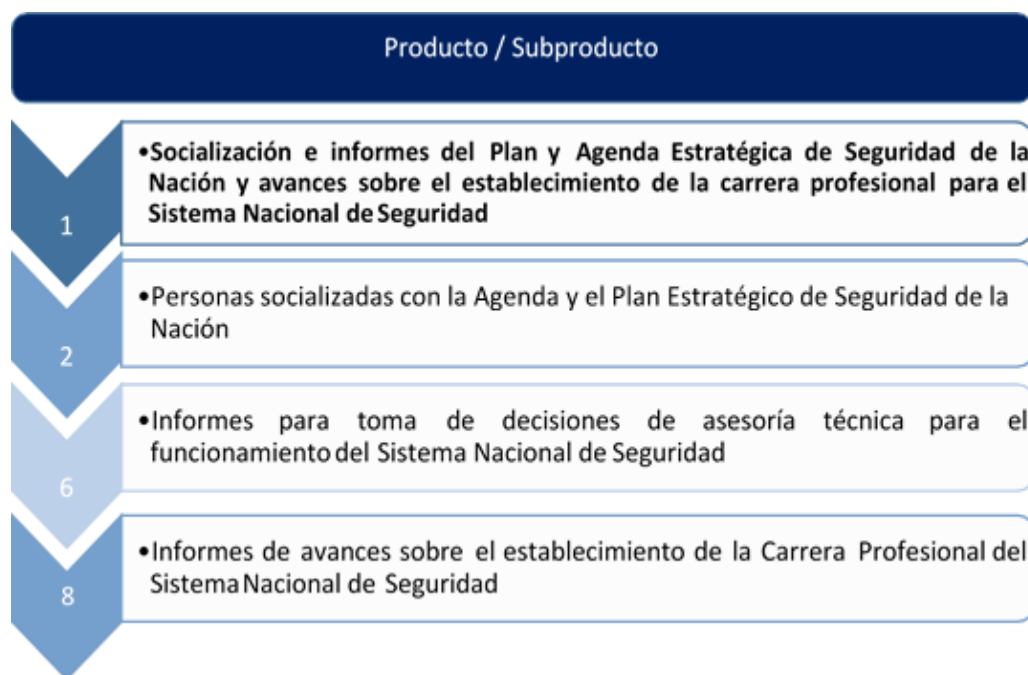 Producto / Subproducto
1
•Socialización e informes del Plan y Agenda Estratégica de Seguridad de la
Nación y avances sobre el establecimiento de la carrera profesional para el
Sistema Nacional de Seguridad
2
•Personas socializadas con la Agenda y el Plan Estratégico de Seguridad de la
Nación
6
•Informes para toma de decisiones de asesoría técnica para el
funcionamiento del Sistema Nacional de Seguridad
8
•Informes de avances sobre el establecimiento de la Carrera Profesional del
Sistema Nacional de Seguridad